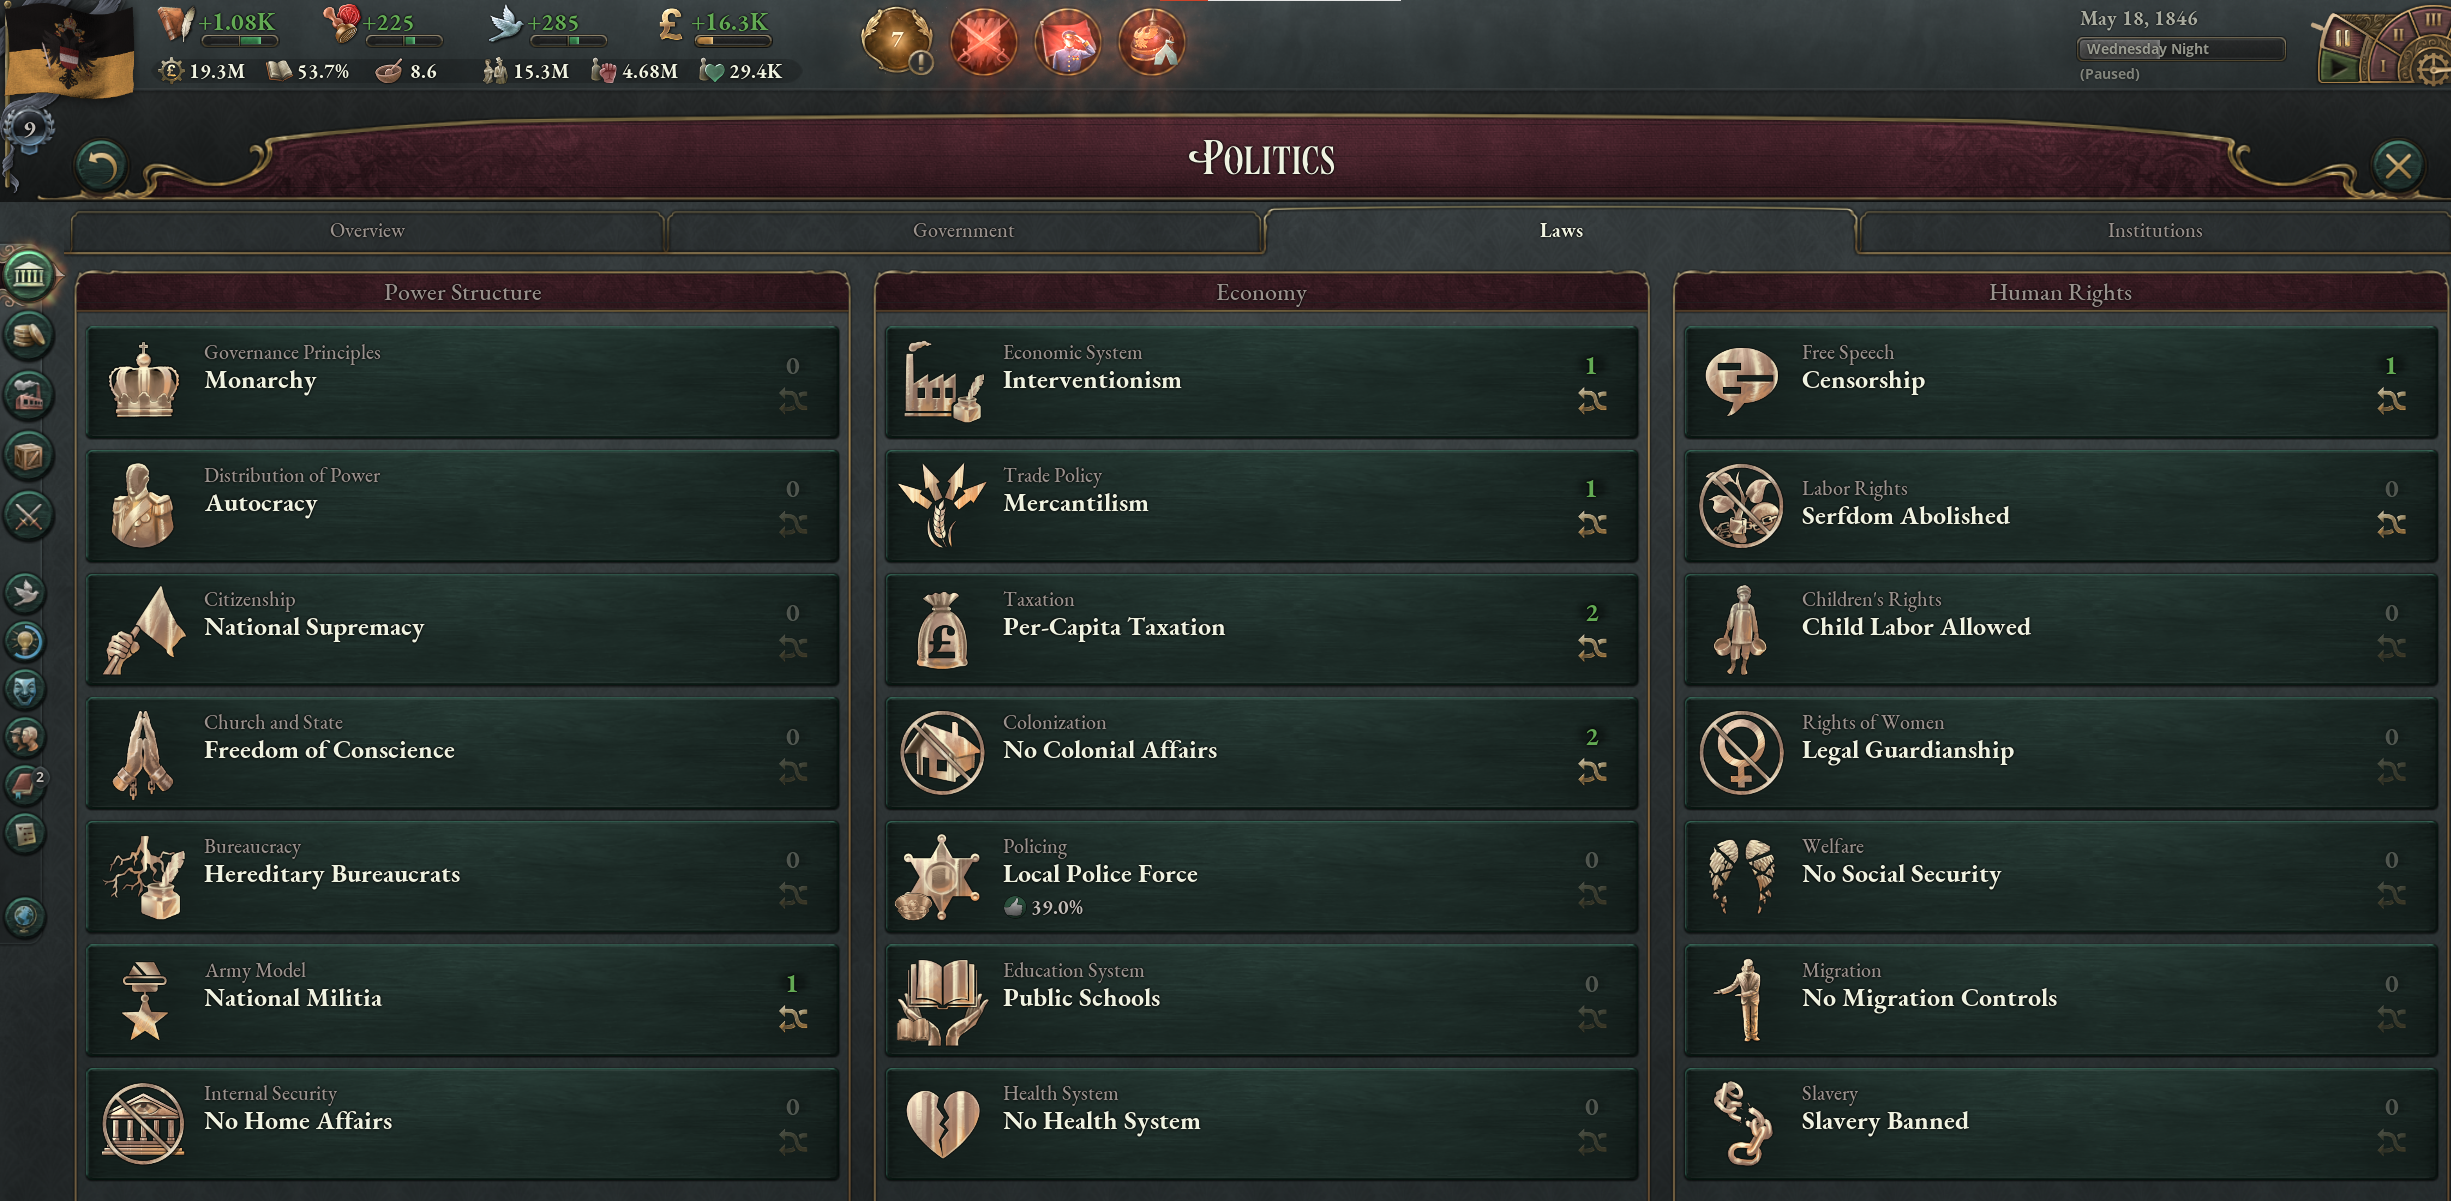 +1.08K
+225
+285
+16.3K
7
May 18, 1846
Wednesday Night
(Paused)
II
II
III
I
19.3M
53.7%
8.6
15.3M
4.68M
29.4K
9
Politics
Overview
Government
Laws
Institutions
Power Structure
Governance Principles
Monarchy
0
Distribution of Power
Autocracy
0
Citizenship
National Supremacy
0
Church and State
Freedom of Conscience
0
Bureaucracy
Hereditary Bureaucrats
0
Army Model
National Militia
1
Internal Security
No Home Affairs
0
Economy
Economic System
Interventionism
1
Trade Policy
Mercantilism
1
Taxation
Per-Capita Taxation
2
Colonization
No Colonial Affairs
2
Policing
Local Police Force
39.0%
0
Education System
Public Schools
0
Health System
No Health System
0
Human Rights
Free Speech
Censorship
1
Labor Rights
Serfdom Abolished
0
Children's Rights
Child Labor Allowed
0
Rights of Women
Legal Guardianship
0
Welfare
No Social Security
0
Migration
No Migration Controls
0
Slavery
Slavery Banned
0
2